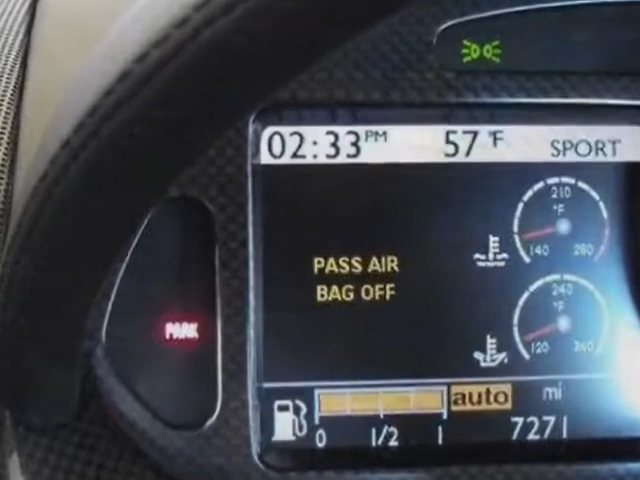 02:33 PM 57 °F SPORT
210
°F
140 280
PASS AIR
BAG OFF
240
°F
120 360
PARK
auto mi
0 1/2 1 7271